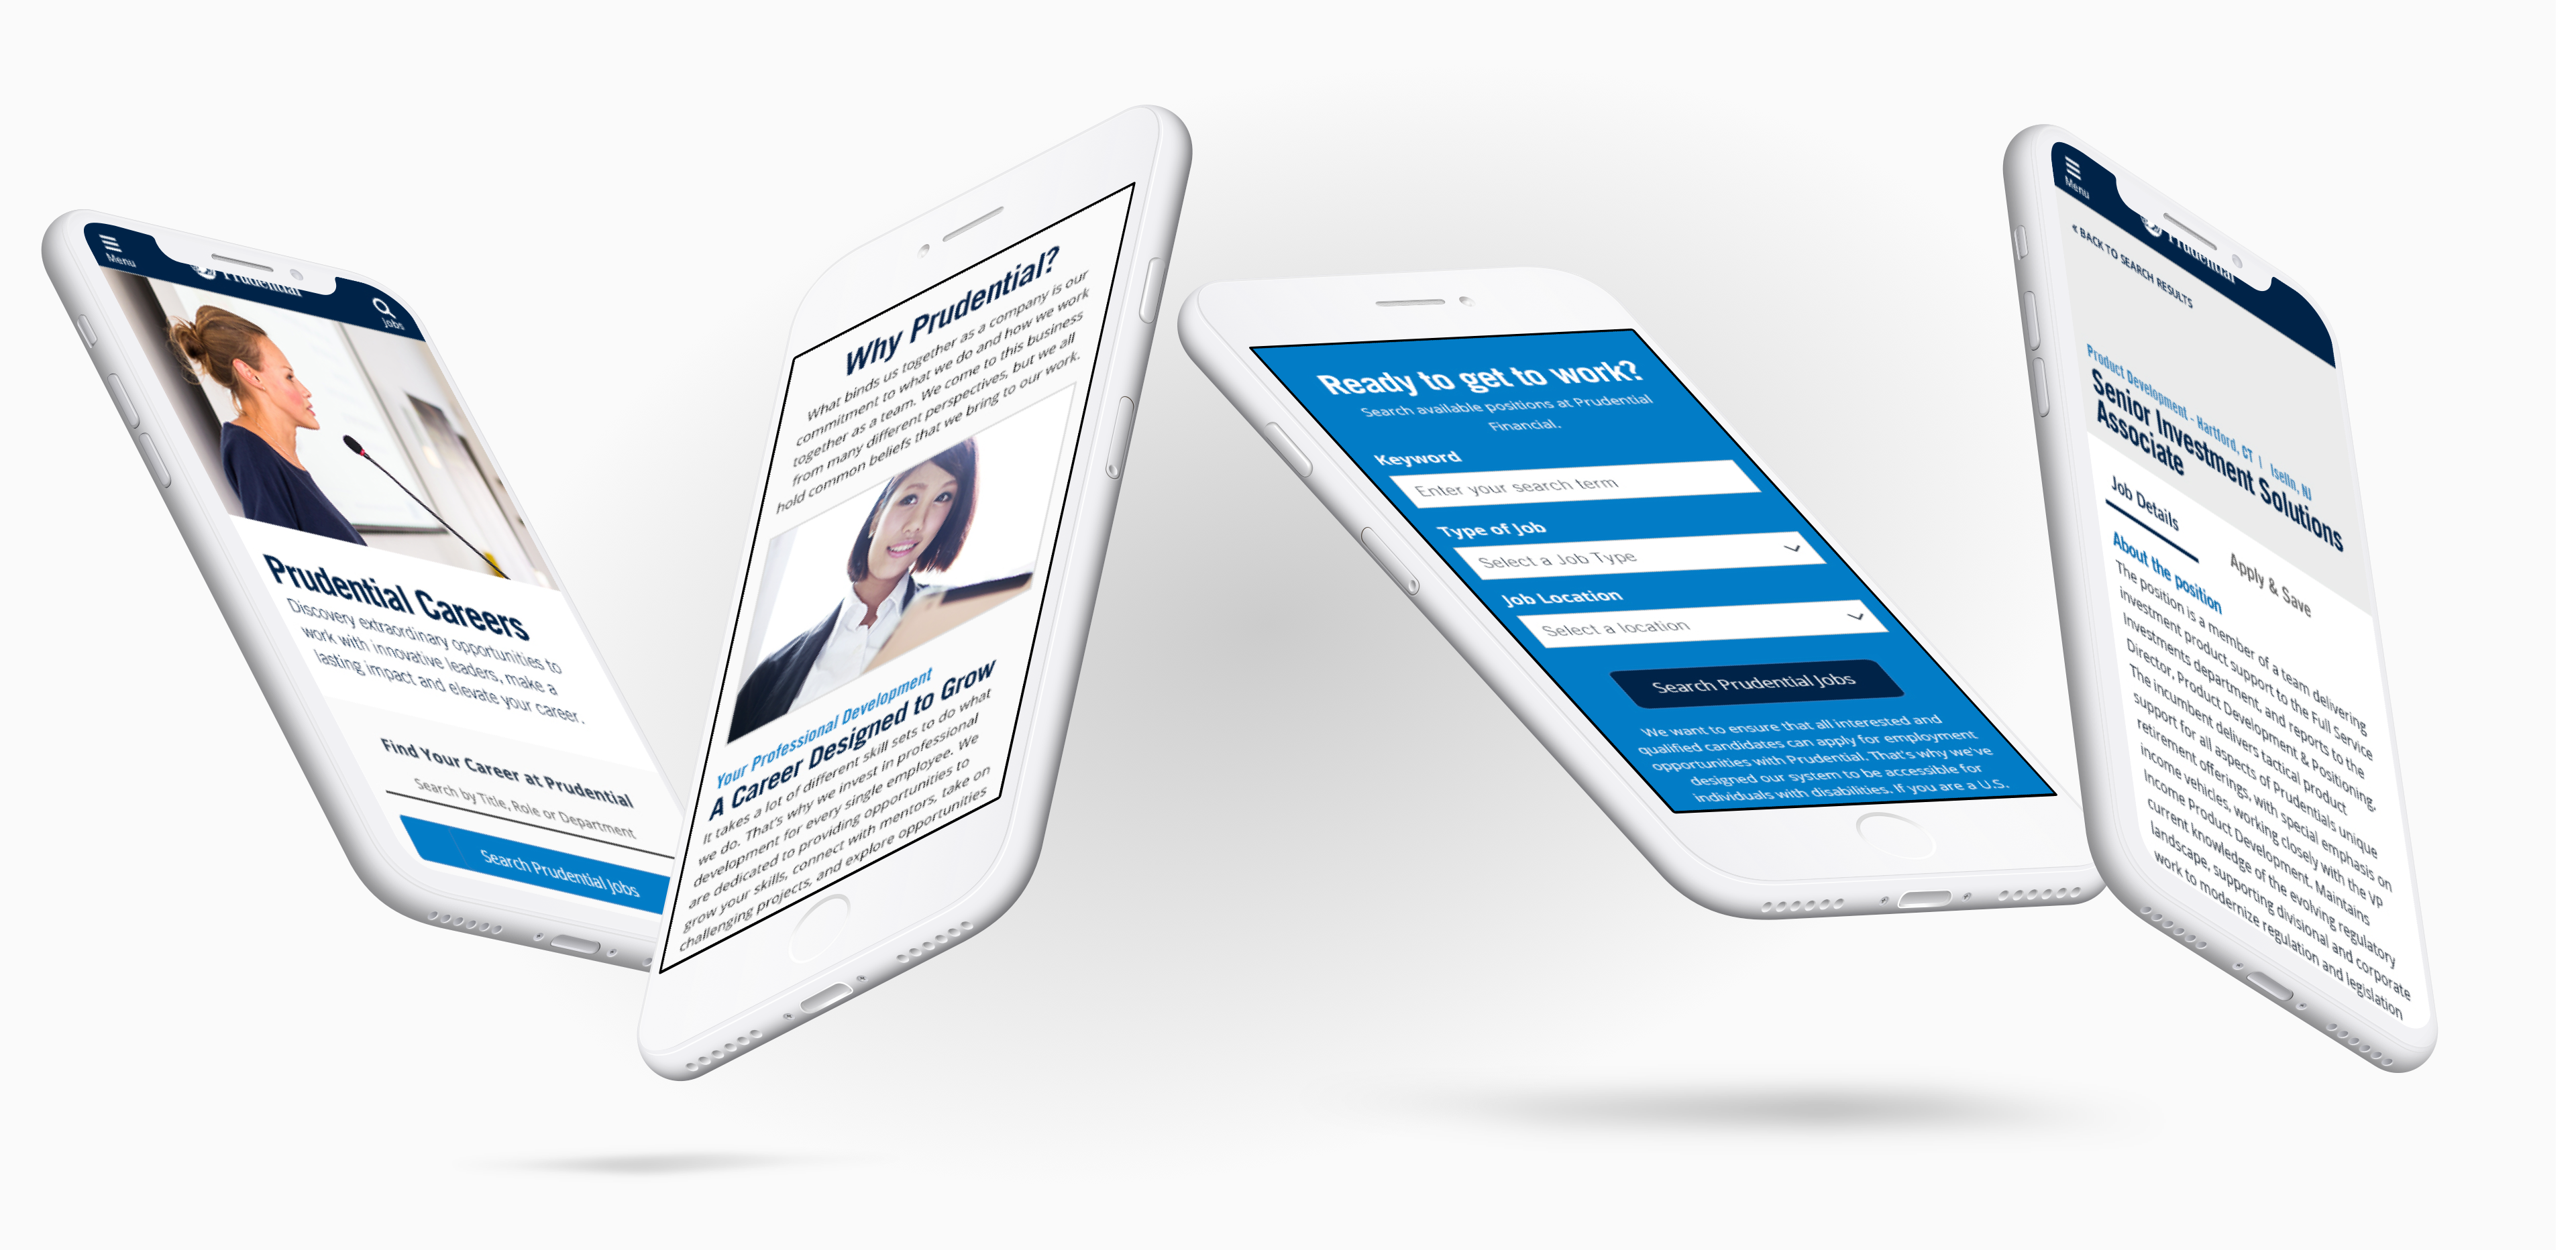 Menu
Prudential
Jobs
Prudential Careers
Discovery extraordinary opportunities to
work with innovative leaders, make a
lasting impact and elevate your career.
Find Your Career at Prudential
Search by Title, Role or Department
Search Prudential Jobs
Why Prudential?
What binds us together as a company is our
commitment to what we do and how we work
together as a team. We come to this business
from many different perspectives, but we all
hold common beliefs that we bring to our work.
Your Professional Development
A Career Designed to Grow
It takes a lot of different skill sets to do what
we do. That's why we invest in professional
development for every single employee. We
are dedicated to providing opportunities to
grow your skills, connect with mentors, take on
challenging projects, and explore opportunities
Ready to get to work?
Search available positions at Prudential
Financial.
Keyword
Enter your search term
Type of Job
Select a Job Type
Job Location
Select a location
Search Prudential Jobs
We want to ensure that all interested and
qualified candidates can apply for employment
opportunities with Prudential. That's why we've
designed our system to be accessible for
individuals with disabilities. If you are a U.S.
Menu
Prudential
< BACK TO SEARCH RESULTS
Product Development - Hartford, CT | Iselin, NJ
Senior Investment Solutions
Associate
Job Details
Apply & Save
About the position
The position is a member of a team delivering
investment product support to the Full Service
Investments department, and reports to the
Director, Product Development & Positioning.
The incumbent delivers tactical product
support for all aspects of Prudentials unique
retirement offerings, with special emphasis on
income vehicles, working closely with the VP
Income Product Development. Maintains
current knowledge of the evolving regulatory
landscape, supporting divisional and corporate
work to modernize regulation and legislation